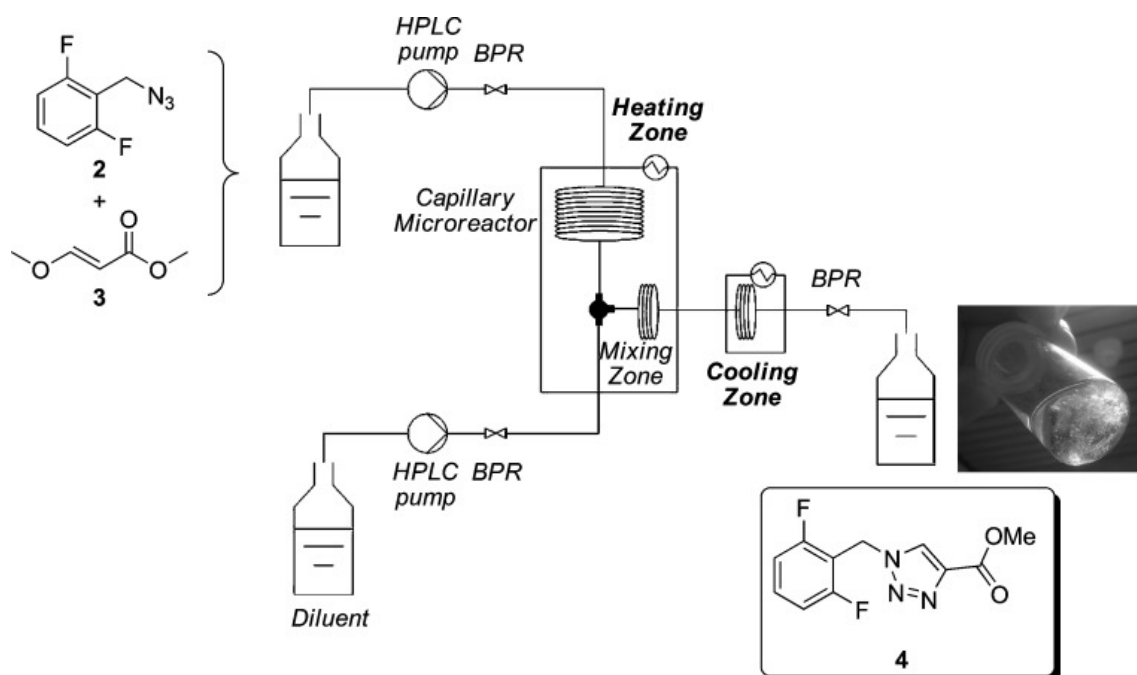 F
N3
F
2
+
O
O
O
3
HPLC
pump
BPR
Heating
Zone
Capillary
Microreactor
Mixing
Zone
Cooling
Zone
BPR
HPLC
pump
BPR
Diluent
F
F
N
N
N
OMe
O
4